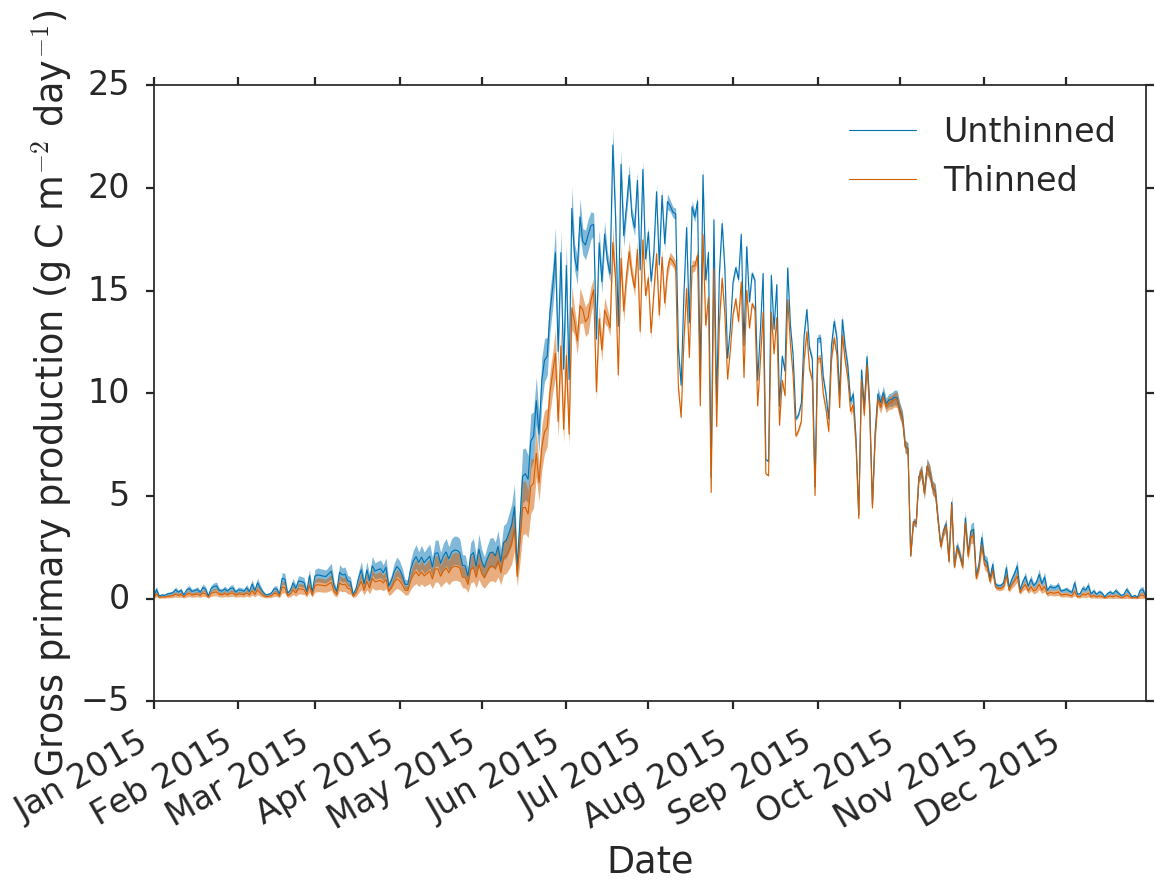 Gross primary production (g C m⁻² day⁻¹)
25
20
15
10
5
0
−5
Unthinned
Thinned
Jan 2015
Feb 2015
Mar 2015
Apr 2015
May 2015
Jun 2015
Jul 2015
Aug 2015
Sep 2015
Oct 2015
Nov 2015
Dec 2015
Date